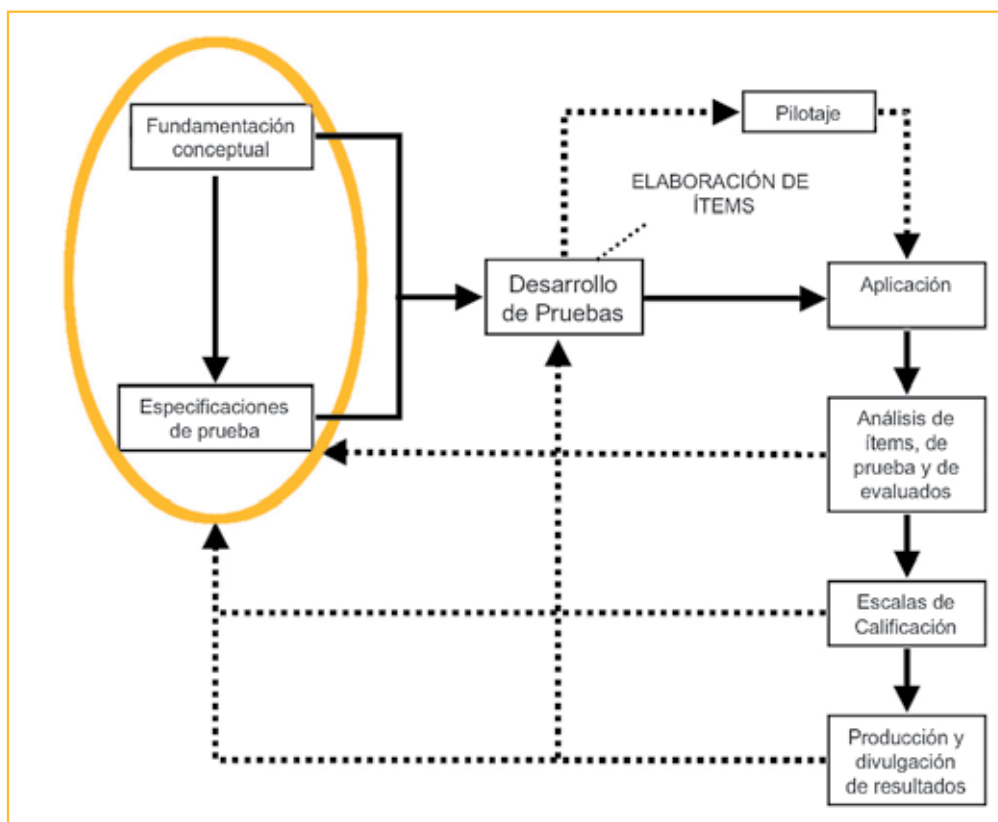 Fundamentación
conceptual
Especificaciones
de prueba
ELABORACIÓN DE
ÍTEMS
Desarrollo
de Pruebas
Pilotaje
Aplicación
Análisis de
ítems, de
prueba y de
evaluados
Escalas de
Calificación
Producción y
divulgación
de resultados